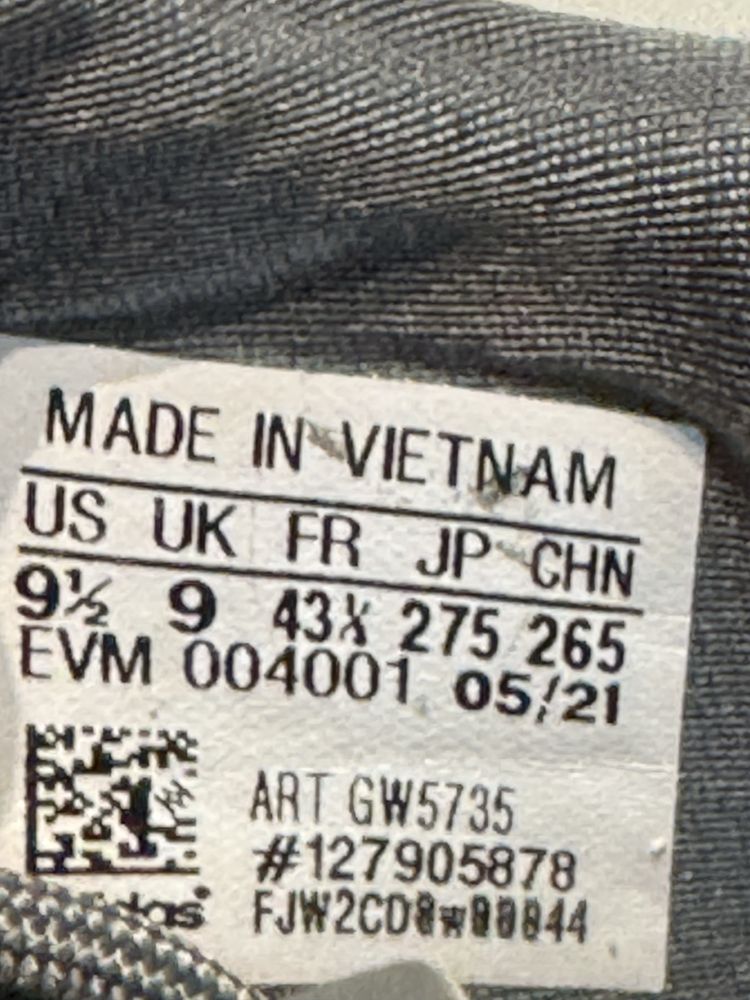 MADE IN VIETNAM
US UK FR JP CHN
9½ 9 43⅓ 275 265
EVM 004001 05/21
ART GW5735
#127905878